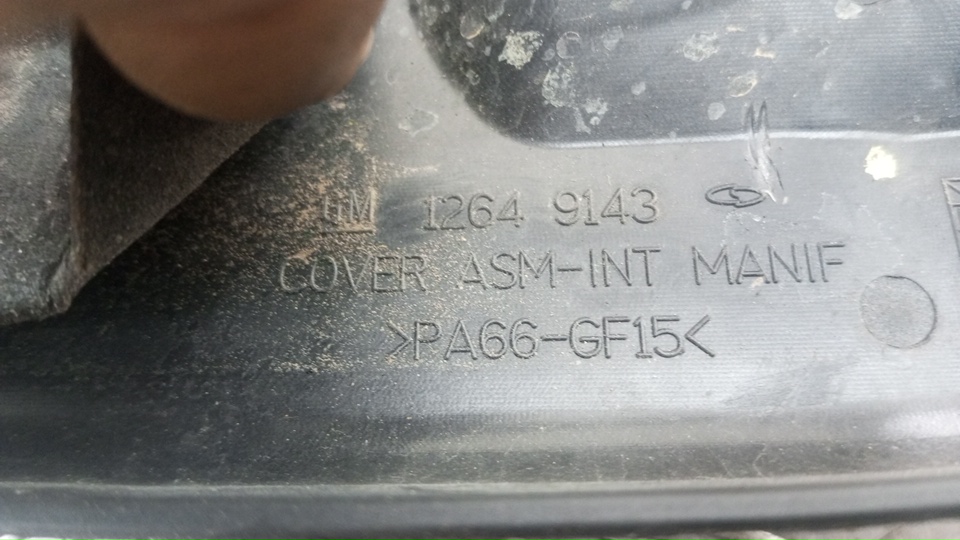 GM 1264 9143
COVER ASM-INT MANIF
>PA66-GF15<